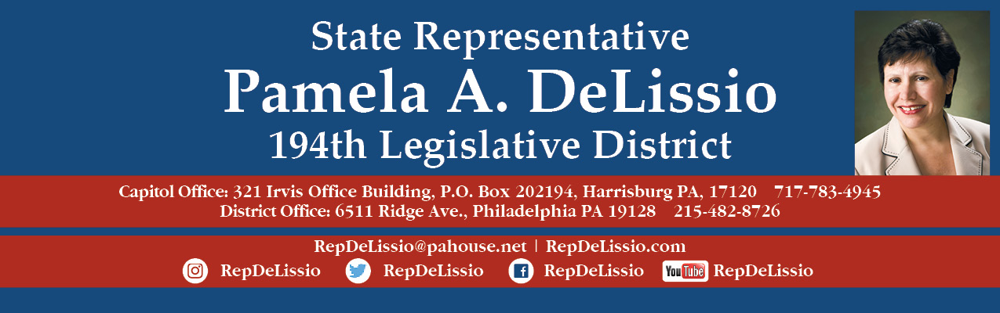 State Representative
Pamela A. DeLissio
194th Legislative District
Capitol Office: 321 Irvis Office Building, P.O. Box 202194, Harrisburg PA, 17120 717-783-4945
District Office: 6511 Ridge Ave., Philadelphia PA 19128 215-482-8726
RepDeLissio@pahouse.net | RepDeLissio.com
RepDeLissio RepDeLissio RepDeLissio YouTube RepDeLissio